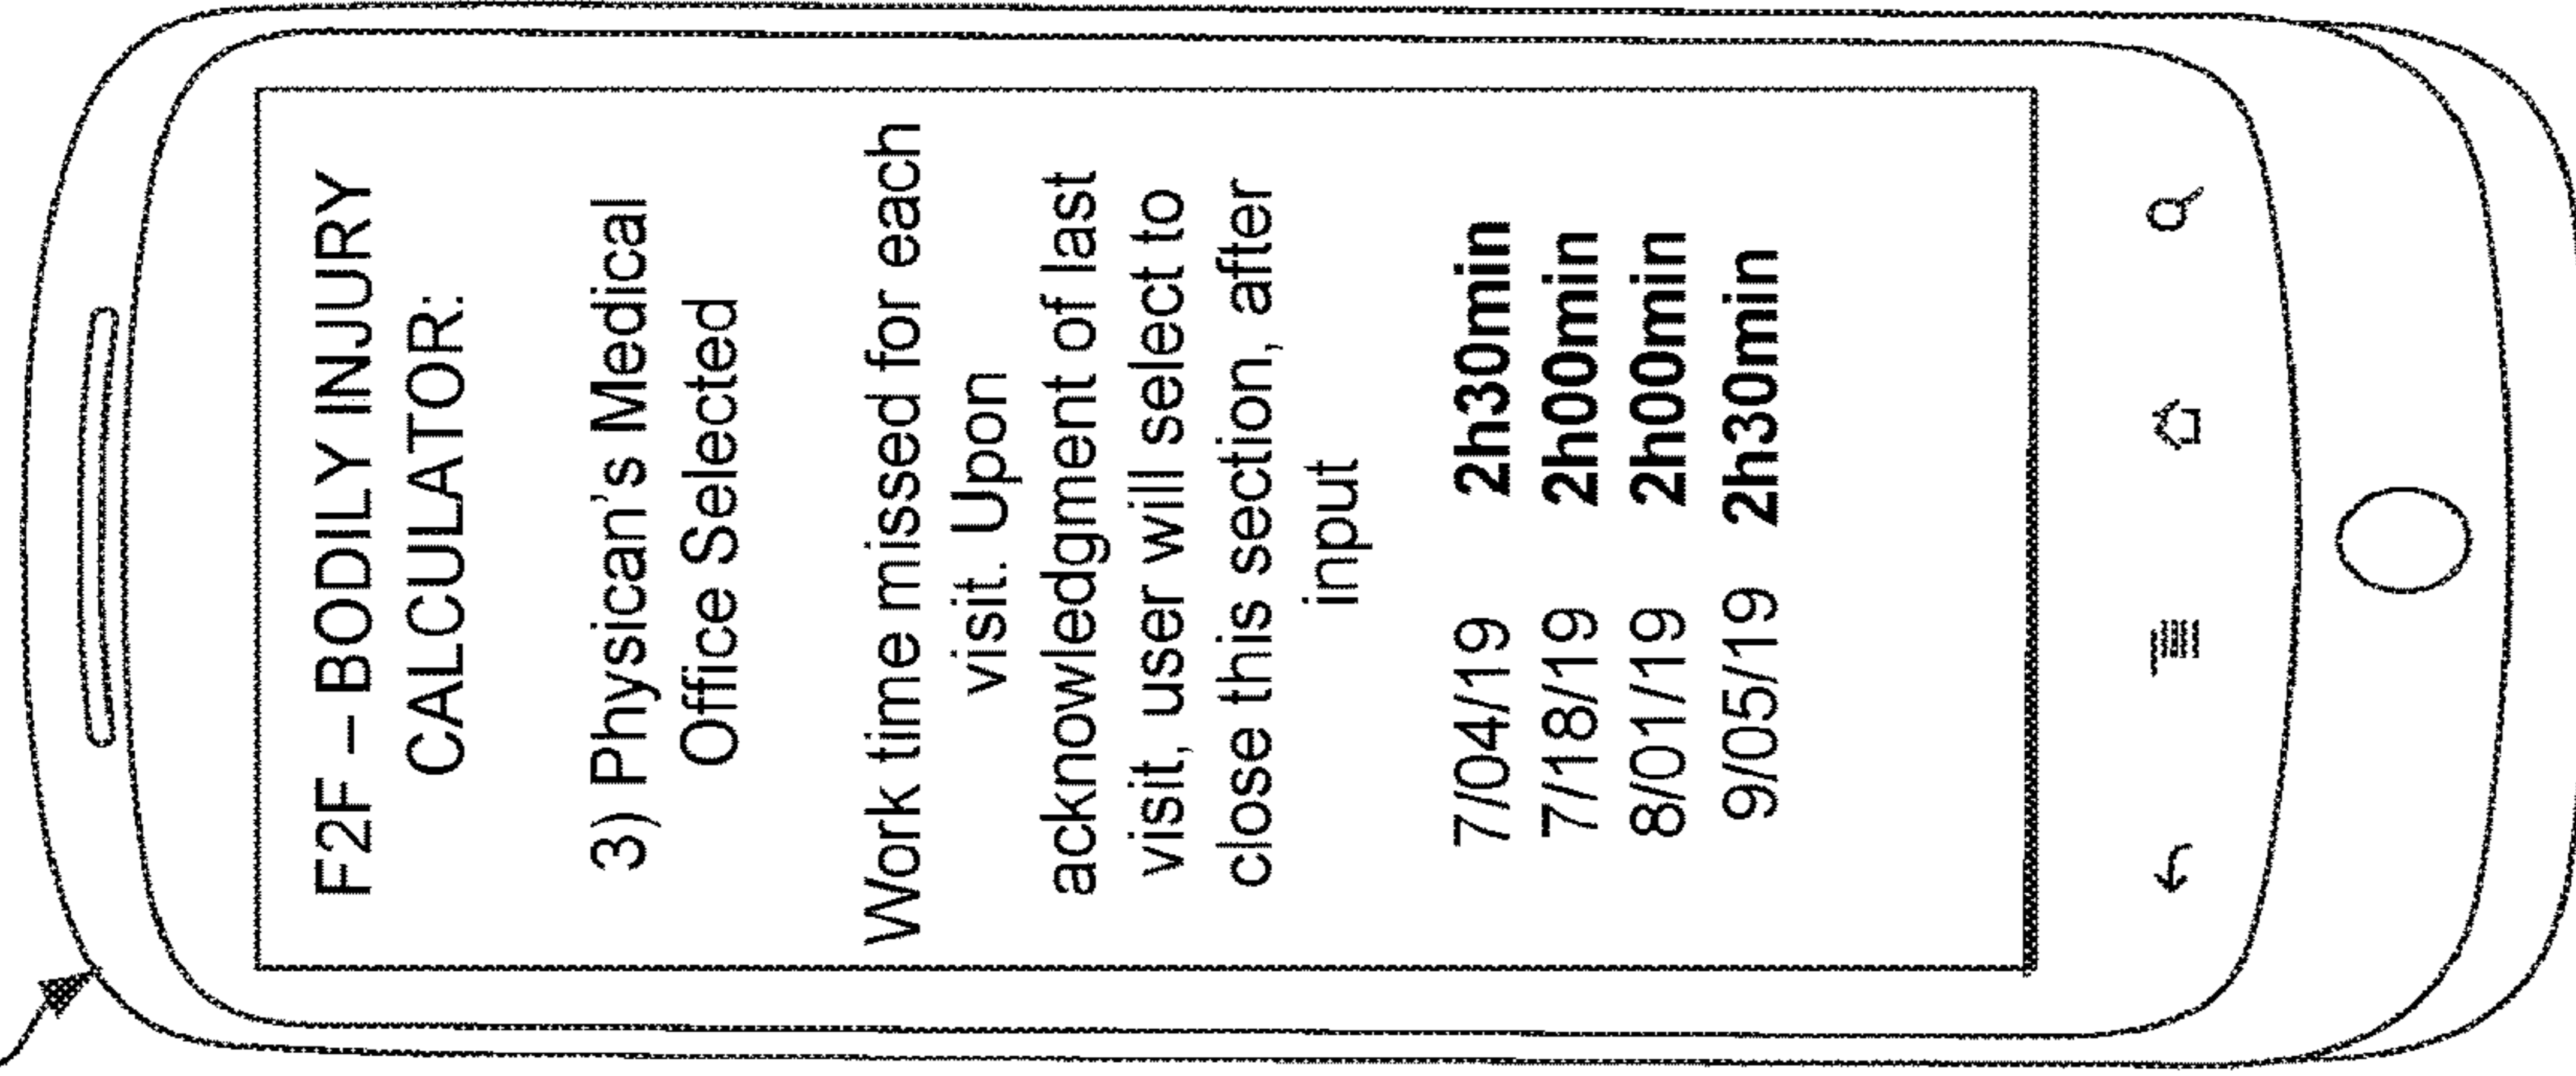 F2F – BODILY INJURY
CALCULATOR:
3) Physican's Medical
Office Selected
Work time missed for each
visit. Upon
acknowledgment of last
visit, user will select to
close this section, after
input
7/04/19 2h30min
7/18/19 2h00min
8/01/19 2h00min
9/05/19 2h30min